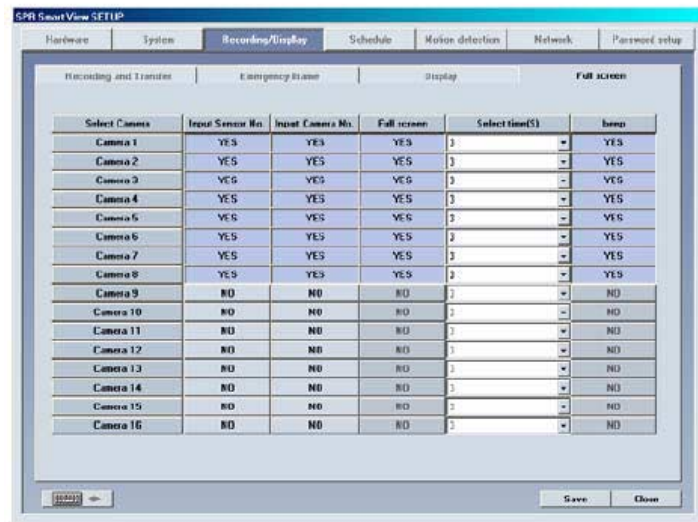 SPR SmartView SETUP
Hardware System Recording/Display Schedule Motion detection Network Password setup
Recording and Transfer Emergency Frame Display Full screen
Select Camera Input Sensor No. Input Camera No. Full screen Select time(S) beep
Camera 1 YES YES YES 3 YES
Camera 2 YES YES YES 3 YES
Camera 3 YES YES YES 3 YES
Camera 4 YES YES YES 3 YES
Camera 5 YES YES YES 3 YES
Camera 6 YES YES YES 3 YES
Camera 7 YES YES YES 3 YES
Camera 8 YES YES YES 3 YES
Camera 9 NO NO NO 3 NO
Camera 10 NO NO NO 3 NO
Camera 11 NO NO NO 3 NO
Camera 12 NO NO NO 3 NO
Camera 13 NO NO NO 3 NO
Camera 14 NO NO NO 3 NO
Camera 15 NO NO NO 3 NO
Camera 16 NO NO NO 3 NO
Save Close